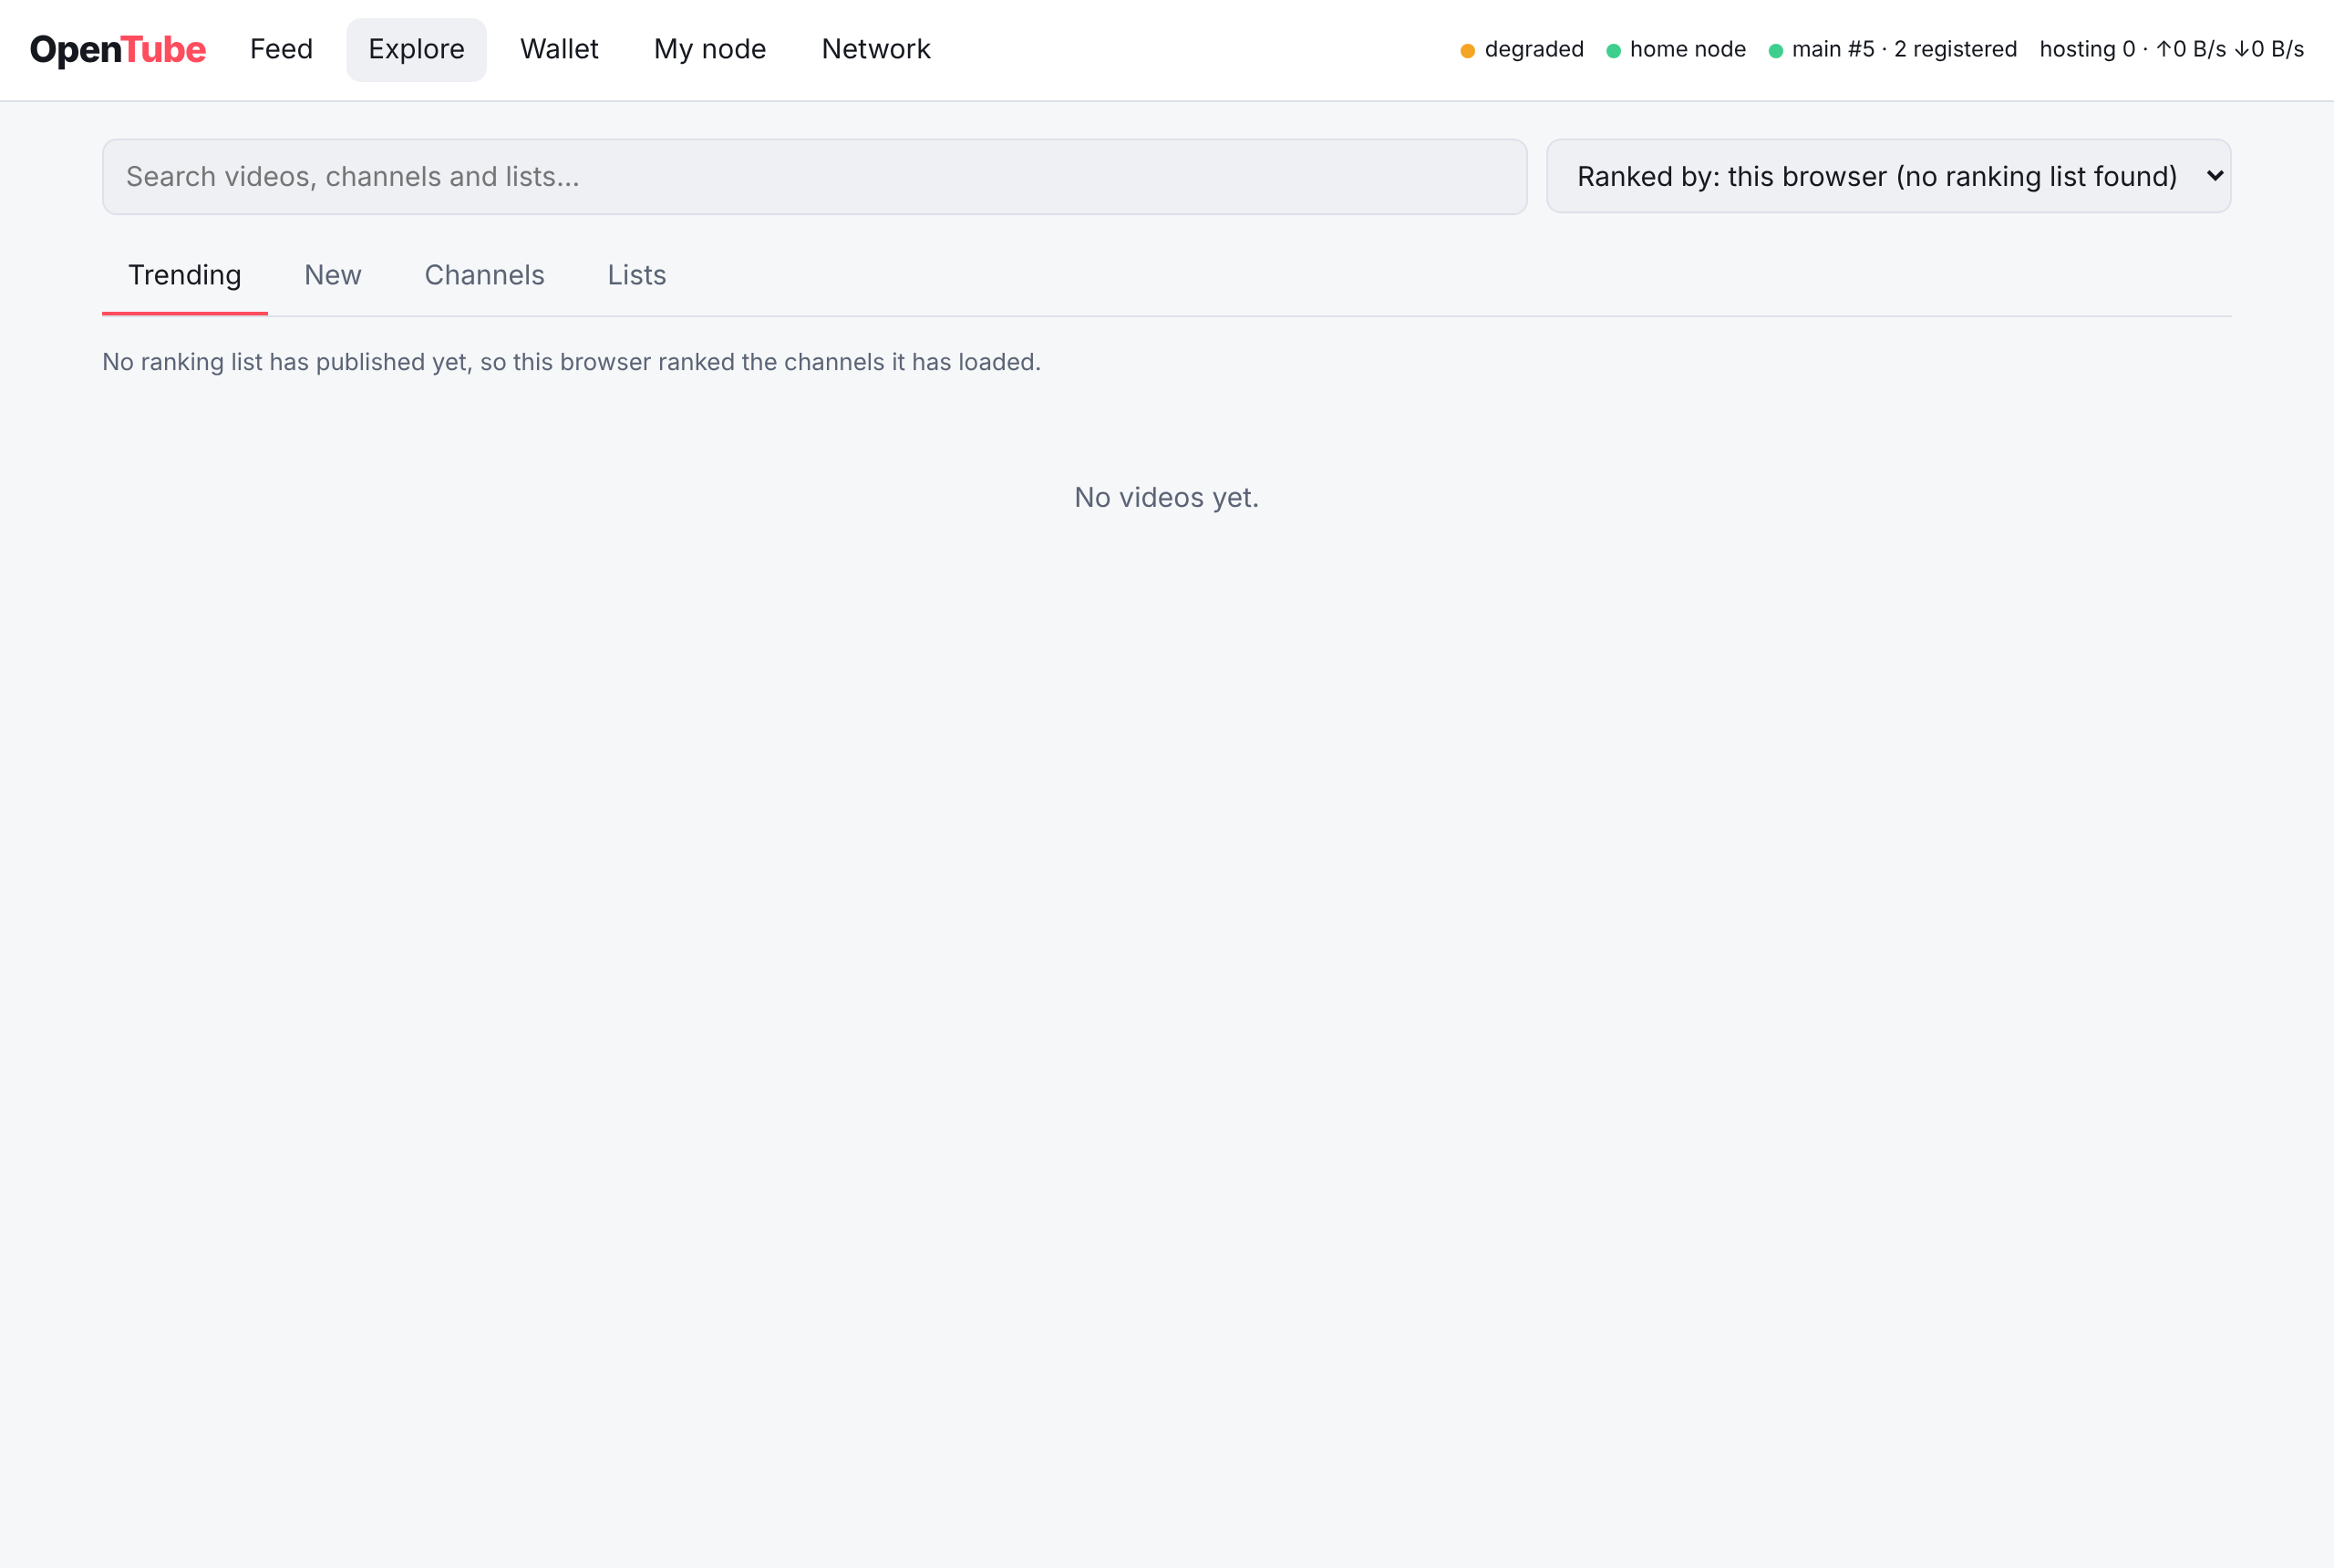 OpenTube Feed Explore Wallet My node Network degraded home node main #5 · 2 registered hosting 0 · ↑0 B/s ↓0 B/s
Search videos, channels and lists... Ranked by: this browser (no ranking list found)
Trending New Channels Lists
No ranking list has published yet, so this browser ranked the channels it has loaded.
No videos yet.